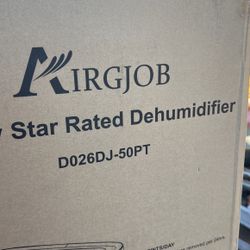 AIRGJOB
y Star Rated Dehumidifier
D026DJ-50PT